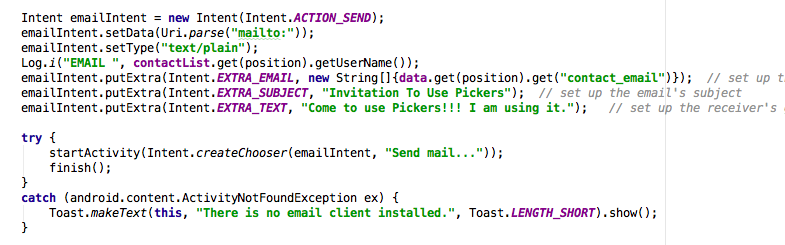 Intent emailIntent = new Intent(Intent.ACTION_SEND);
emailIntent.setData(Uri.parse("mailto:"));
emailIntent.setType("text/plain");
Log.i("EMAIL ", contactList.get(position).getUserName());
emailIntent.putExtra(Intent.EXTRA_EMAIL, new String[]{data.get(position).get("contact_email")});  // set up
emailIntent.putExtra(Intent.EXTRA_SUBJECT, "Invitation To Use Pickers");  // set up the email's subject
emailIntent.putExtra(Intent.EXTRA_TEXT, "Come to use Pickers!!! I am using it.");   // set up the receiver's
try {
    startActivity(Intent.createChooser(emailIntent, "Send mail..."));
    finish();
}
catch (android.content.ActivityNotFoundException ex) {
    Toast.makeText(this, "There is no email client installed.", Toast.LENGTH_SHORT).show();
}